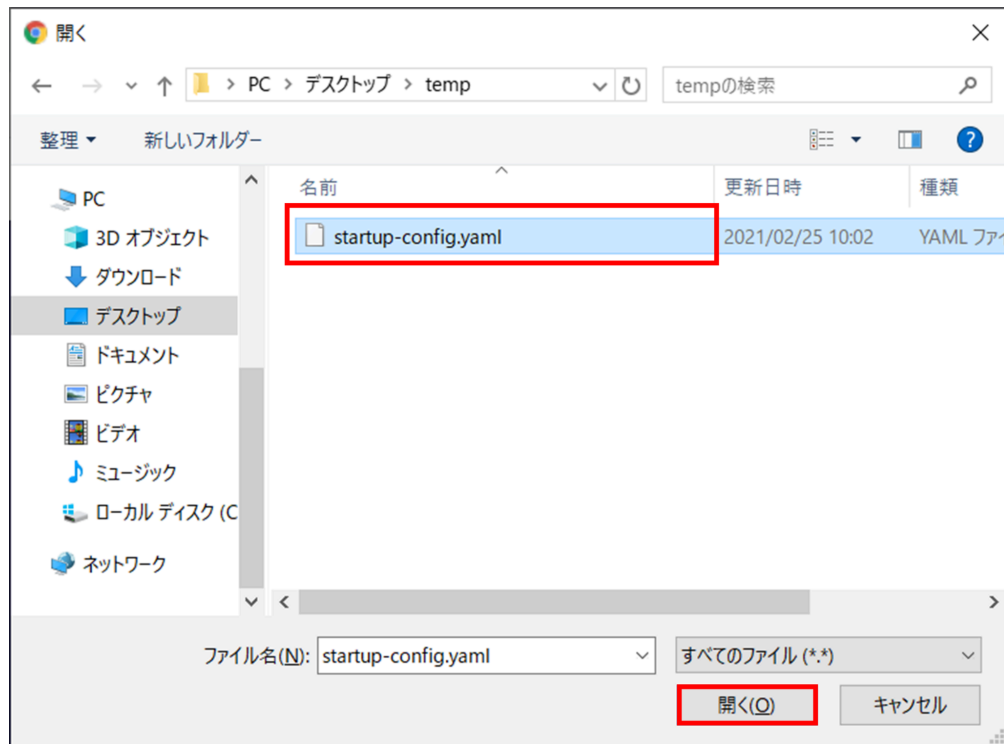 開く
PC > デスクトップ > temp
tempの検索
整理
新しいフォルダー
?
名前
更新日時
種類
startup-config.yaml
2021/02/25 10:02
YAML ファイ
PC
3D オブジェクト
ダウンロード
デスクトップ
ドキュメント
ピクチャ
ビデオ
ミュージック
ローカル ディスク (C
ネットワーク
ファイル名(N):
startup-config.yaml
すべてのファイル (*.*)
開く(O)
キャンセル